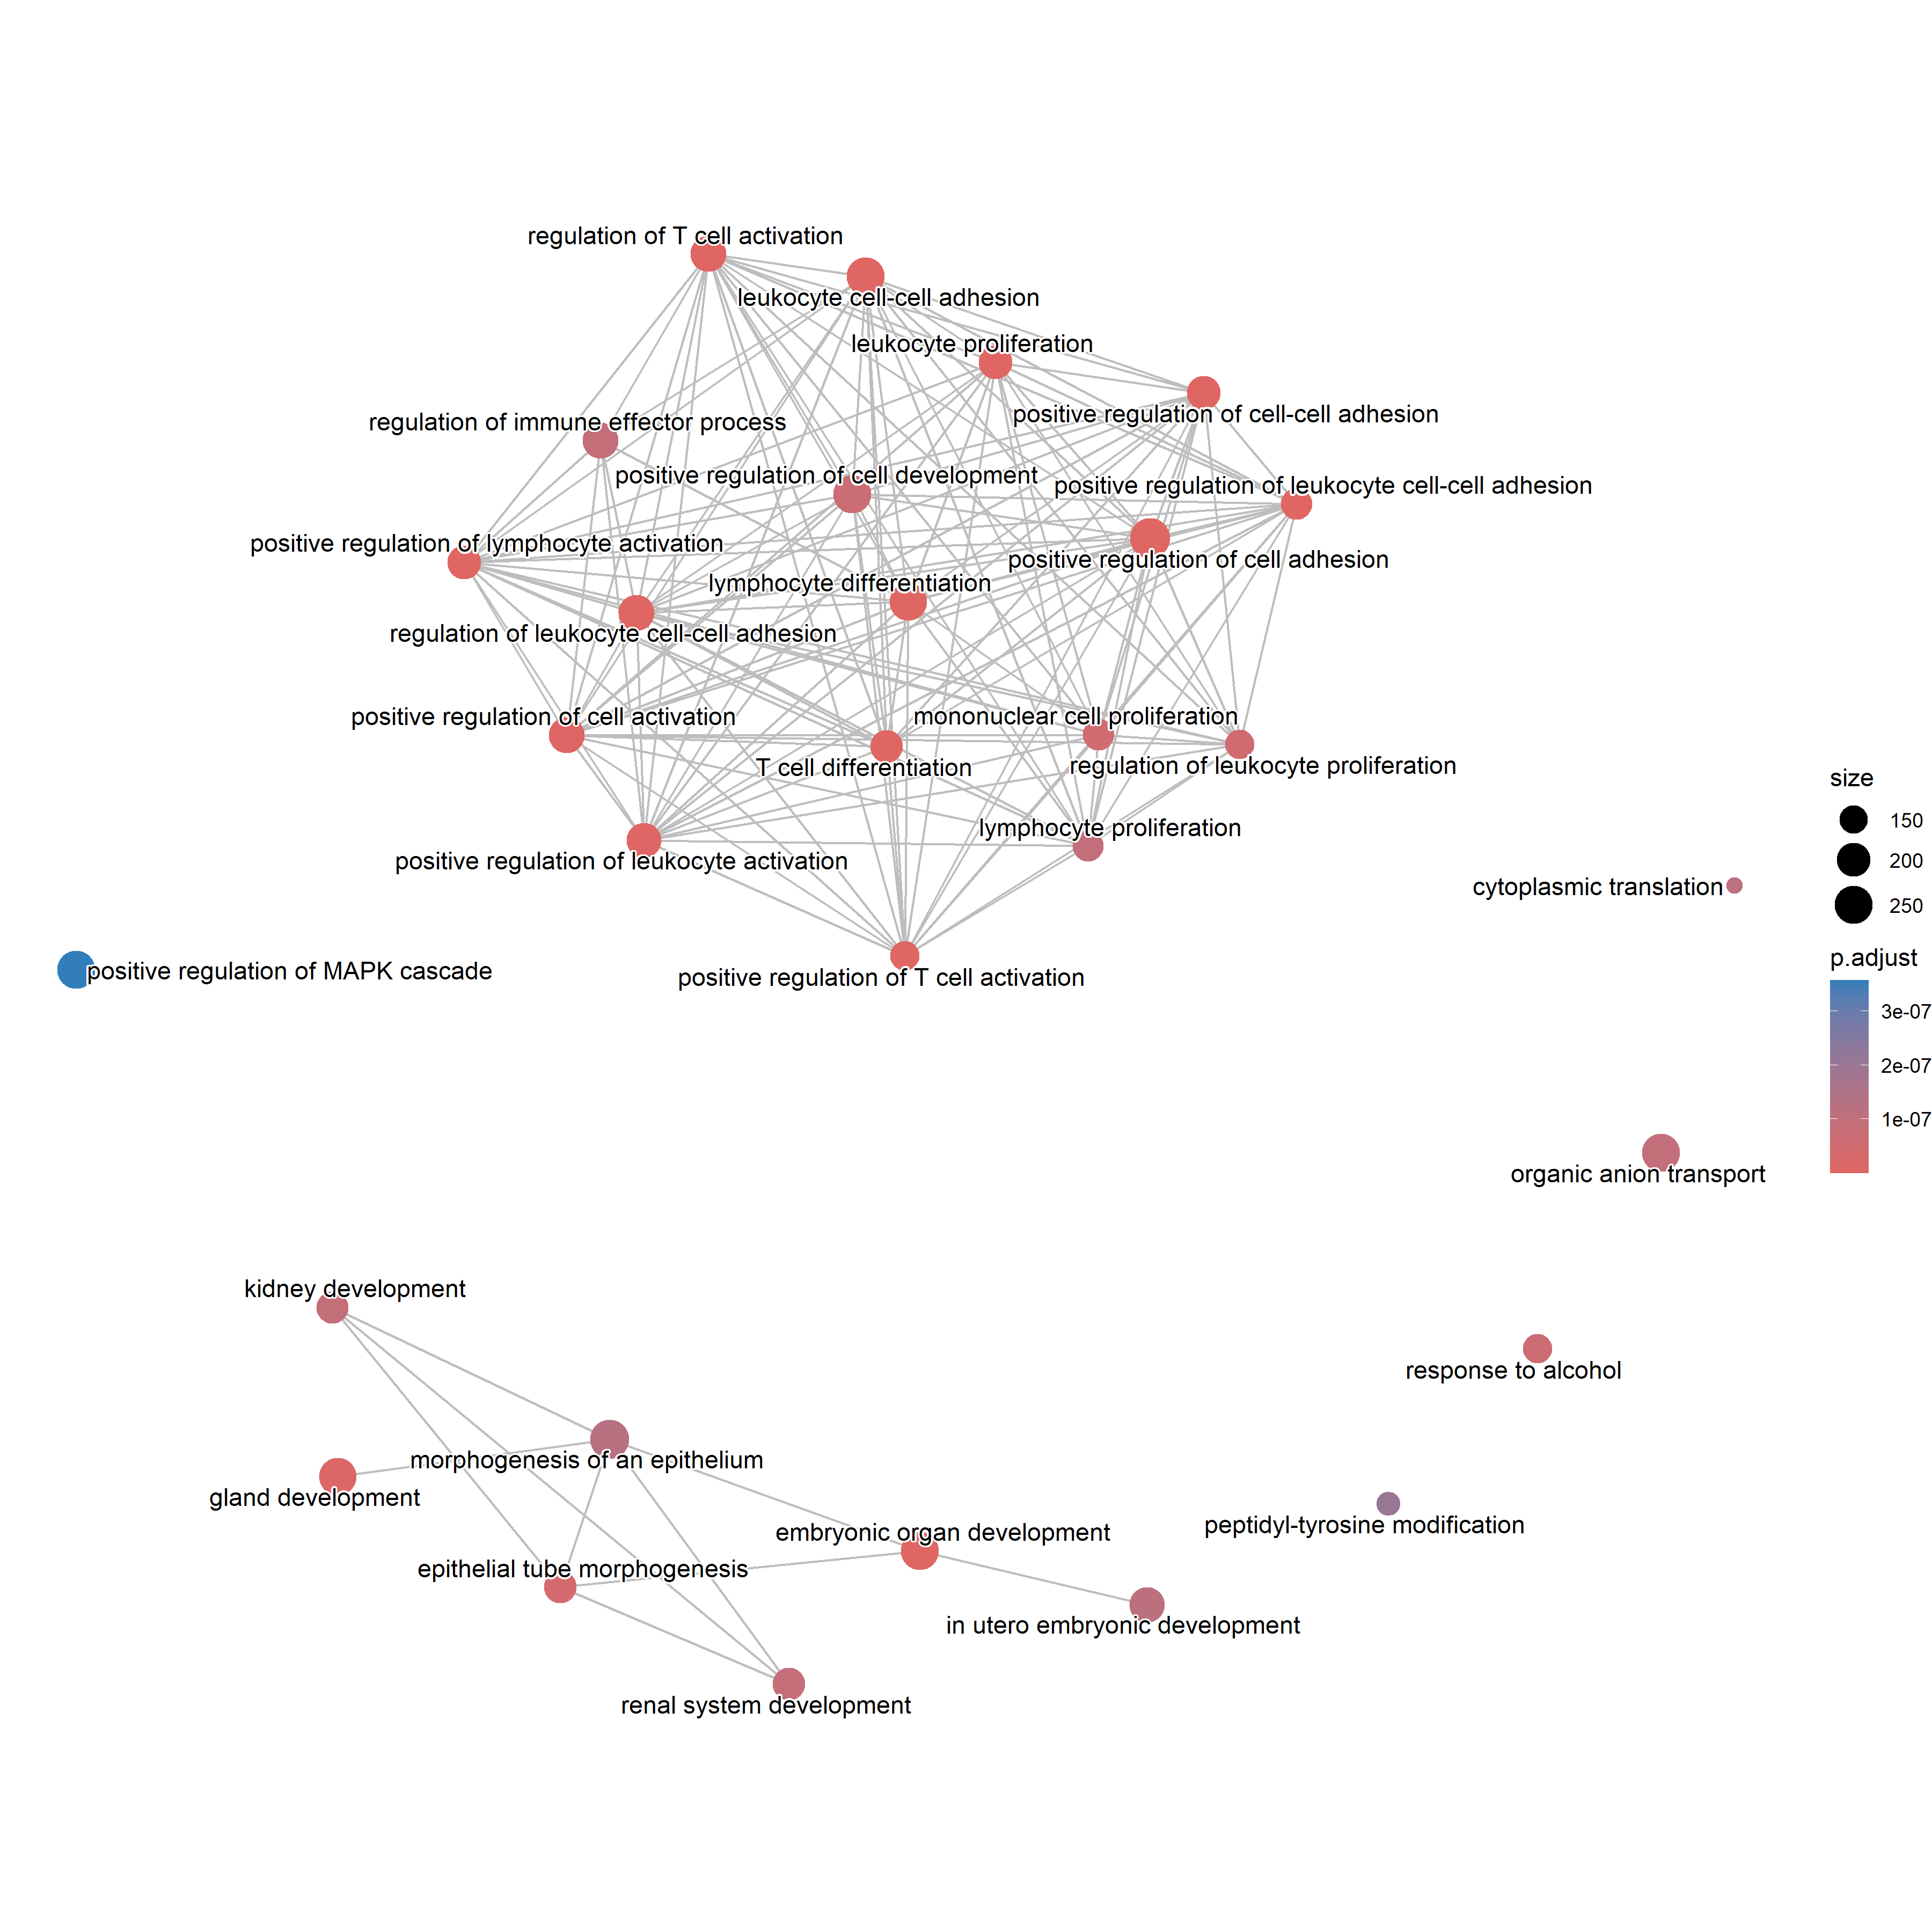 regulation of T cell activation
leukocyte cell-cell adhesion
leukocyte proliferation
positive regulation of cell-cell adhesion
regulation of immune effector process
positive regulation of cell development
positive regulation of leukocyte cell-cell adhesion
positive regulation of lymphocyte activation
positive regulation of cell adhesion
lymphocyte differentiation
regulation of leukocyte cell-cell adhesion
positive regulation of cell activation
mononuclear cell proliferation
T cell differentiation
regulation of leukocyte proliferation
lymphocyte proliferation
positive regulation of leukocyte activation
cytoplasmic translation
positive regulation of MAPK cascade
positive regulation of T cell activation
organic anion transport
kidney development
response to alcohol
morphogenesis of an epithelium
gland development
peptidyl-tyrosine modification
embryonic organ development
epithelial tube morphogenesis
in utero embryonic development
renal system development
size
150
200
250
p.adjust
3e-07
2e-07
1e-07